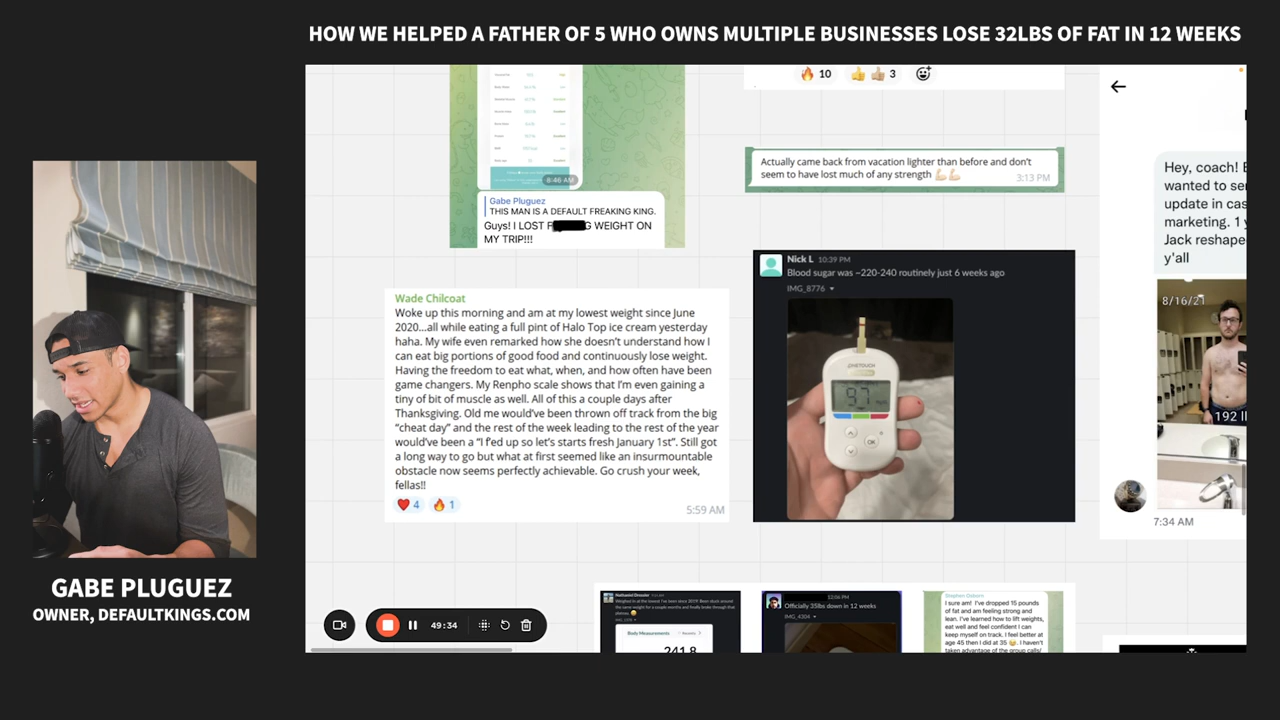 HOW WE HELPED A FATHER OF 5 WHO OWNS MULTIPLE BUSINESSES LOSE 32LBS OF FAT IN 12 WEEKS
8:46 AM
Gabe Pluguez
THIS MAN IS A DEFAULT FREAKING KING.
Guys! I LOST F G WEIGHT ON
MY TRIP!!!
10
3
Actually came back from vacation lighter than before and don't
seem to have lost much of any strength 💪🏻💪🏻
3:13 PM
Wade Chilcoat
Woke up this morning and am at my lowest weight since June
2020...all while eating a full pint of Halo Top ice cream yesterday
haha. My wife even remarked how she doesn't understand how I
can eat big portions of good food and continuously lose weight.
Having the freedom to eat what, when, and how often have been
game changers. My Renpho scale shows that I'm even gaining a
tiny of bit of muscle as well. All of this a couple days after
Thanksgiving. Old me would've been thrown off track from the big
"cheat day" and the rest of the week leading to the rest of the year
would've been a "I f'ed up so let's starts fresh January 1st". Still got
a long way to go but what at first seemed like an insurmountable
obstacle now seems perfectly achievable. Go crush your week,
fellas!!
❤️ 4 🔥 1
5:59 AM
Nick L 10:39 PM
Blood sugar was ~220-240 routinely just 6 weeks ago
IMG_8776
ONETOUCH
97
OK
Hey, coach!
wanted to se
update in cas
marketing. 1 y
Jack reshape
y'all
8/16/21
192 l
7:34 AM
Officially 35lbs down in 12 weeks
IMG_4304
12:06 PM
Body Measurements
241.8
Stephen Osborn
I sure am! I've dropped 15 pounds
of fat and am feeling strong and
lean. I've learned how to lift weights,
eat well and feel confident I can
keep myself on track. I feel better at
age 45 then I did at 35
haven't
taken advantage of the group calls/
49:34
GABE PLUGUEZ
OWNER, DEFAULTKINGS.COM